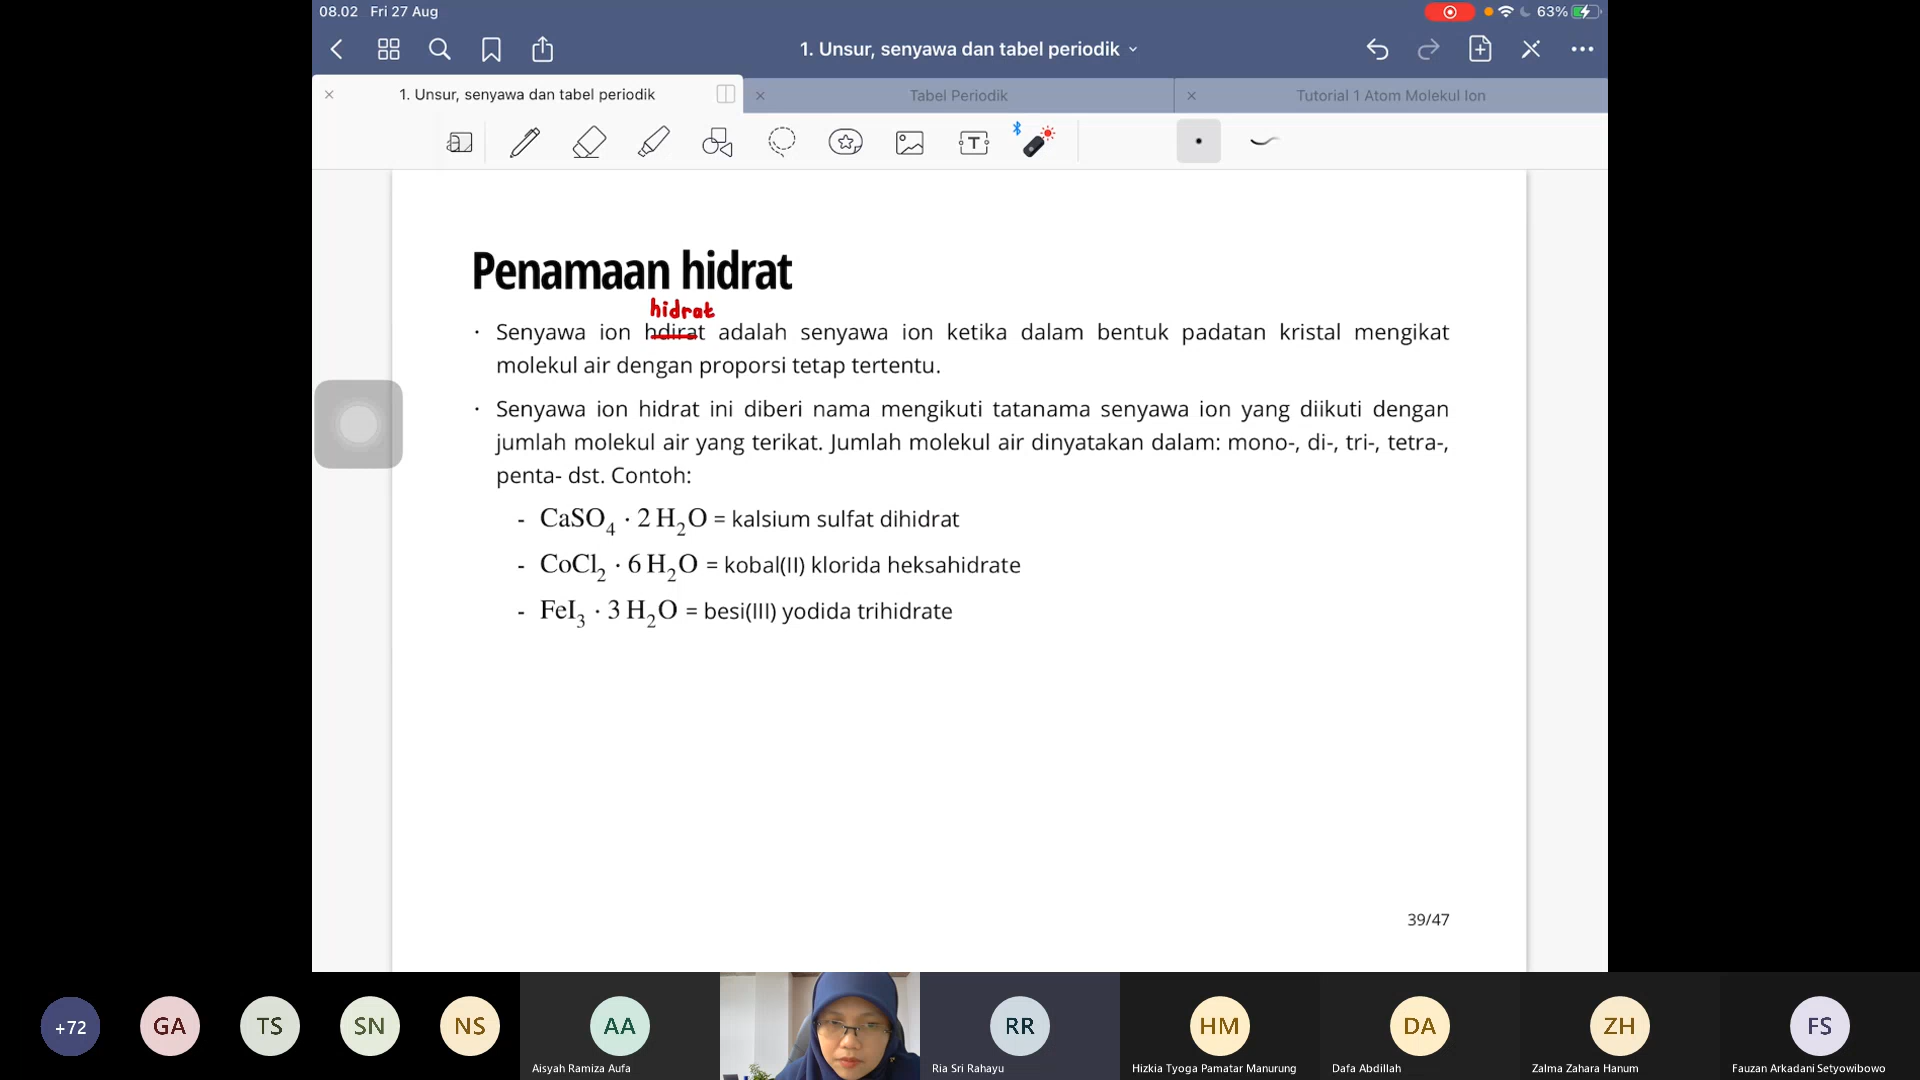 08.02 Fri 27 Aug
63%
1. Unsur, senyawa dan tabel periodik
1. Unsur, senyawa dan tabel periodik
Tabel Periodik
Tutorial 1 Atom Molekul Ion
Penamaan hidrat
hidrat
· Senyawa ion hdirat adalah senyawa ion ketika dalam bentuk padatan kristal mengikat
molekul air dengan proporsi tetap tertentu.
· Senyawa ion hidrat ini diberi nama mengikuti tatanama senyawa ion yang diikuti dengan
jumlah molekul air yang terikat. Jumlah molekul air dinyatakan dalam: mono-, di-, tri-, tetra-,
penta- dst. Contoh:
- CaSO₄ · 2 H₂O = kalsium sulfat dihidrat
- CoCl₂ · 6 H₂O = kobal(II) klorida heksahidrate
- FeI₃ · 3 H₂O = besi(III) yodida trihidrate
39/47
+72 GA TS SN NS AA RR HM DA ZH FS
Aisyah Ramiza Aufa Ria Sri Rahayu Hizkia Tyoga Pamatar Manurung Dafa Abdillah Zalma Zahara Hanum Fauzan Arkadani Setyowibowo